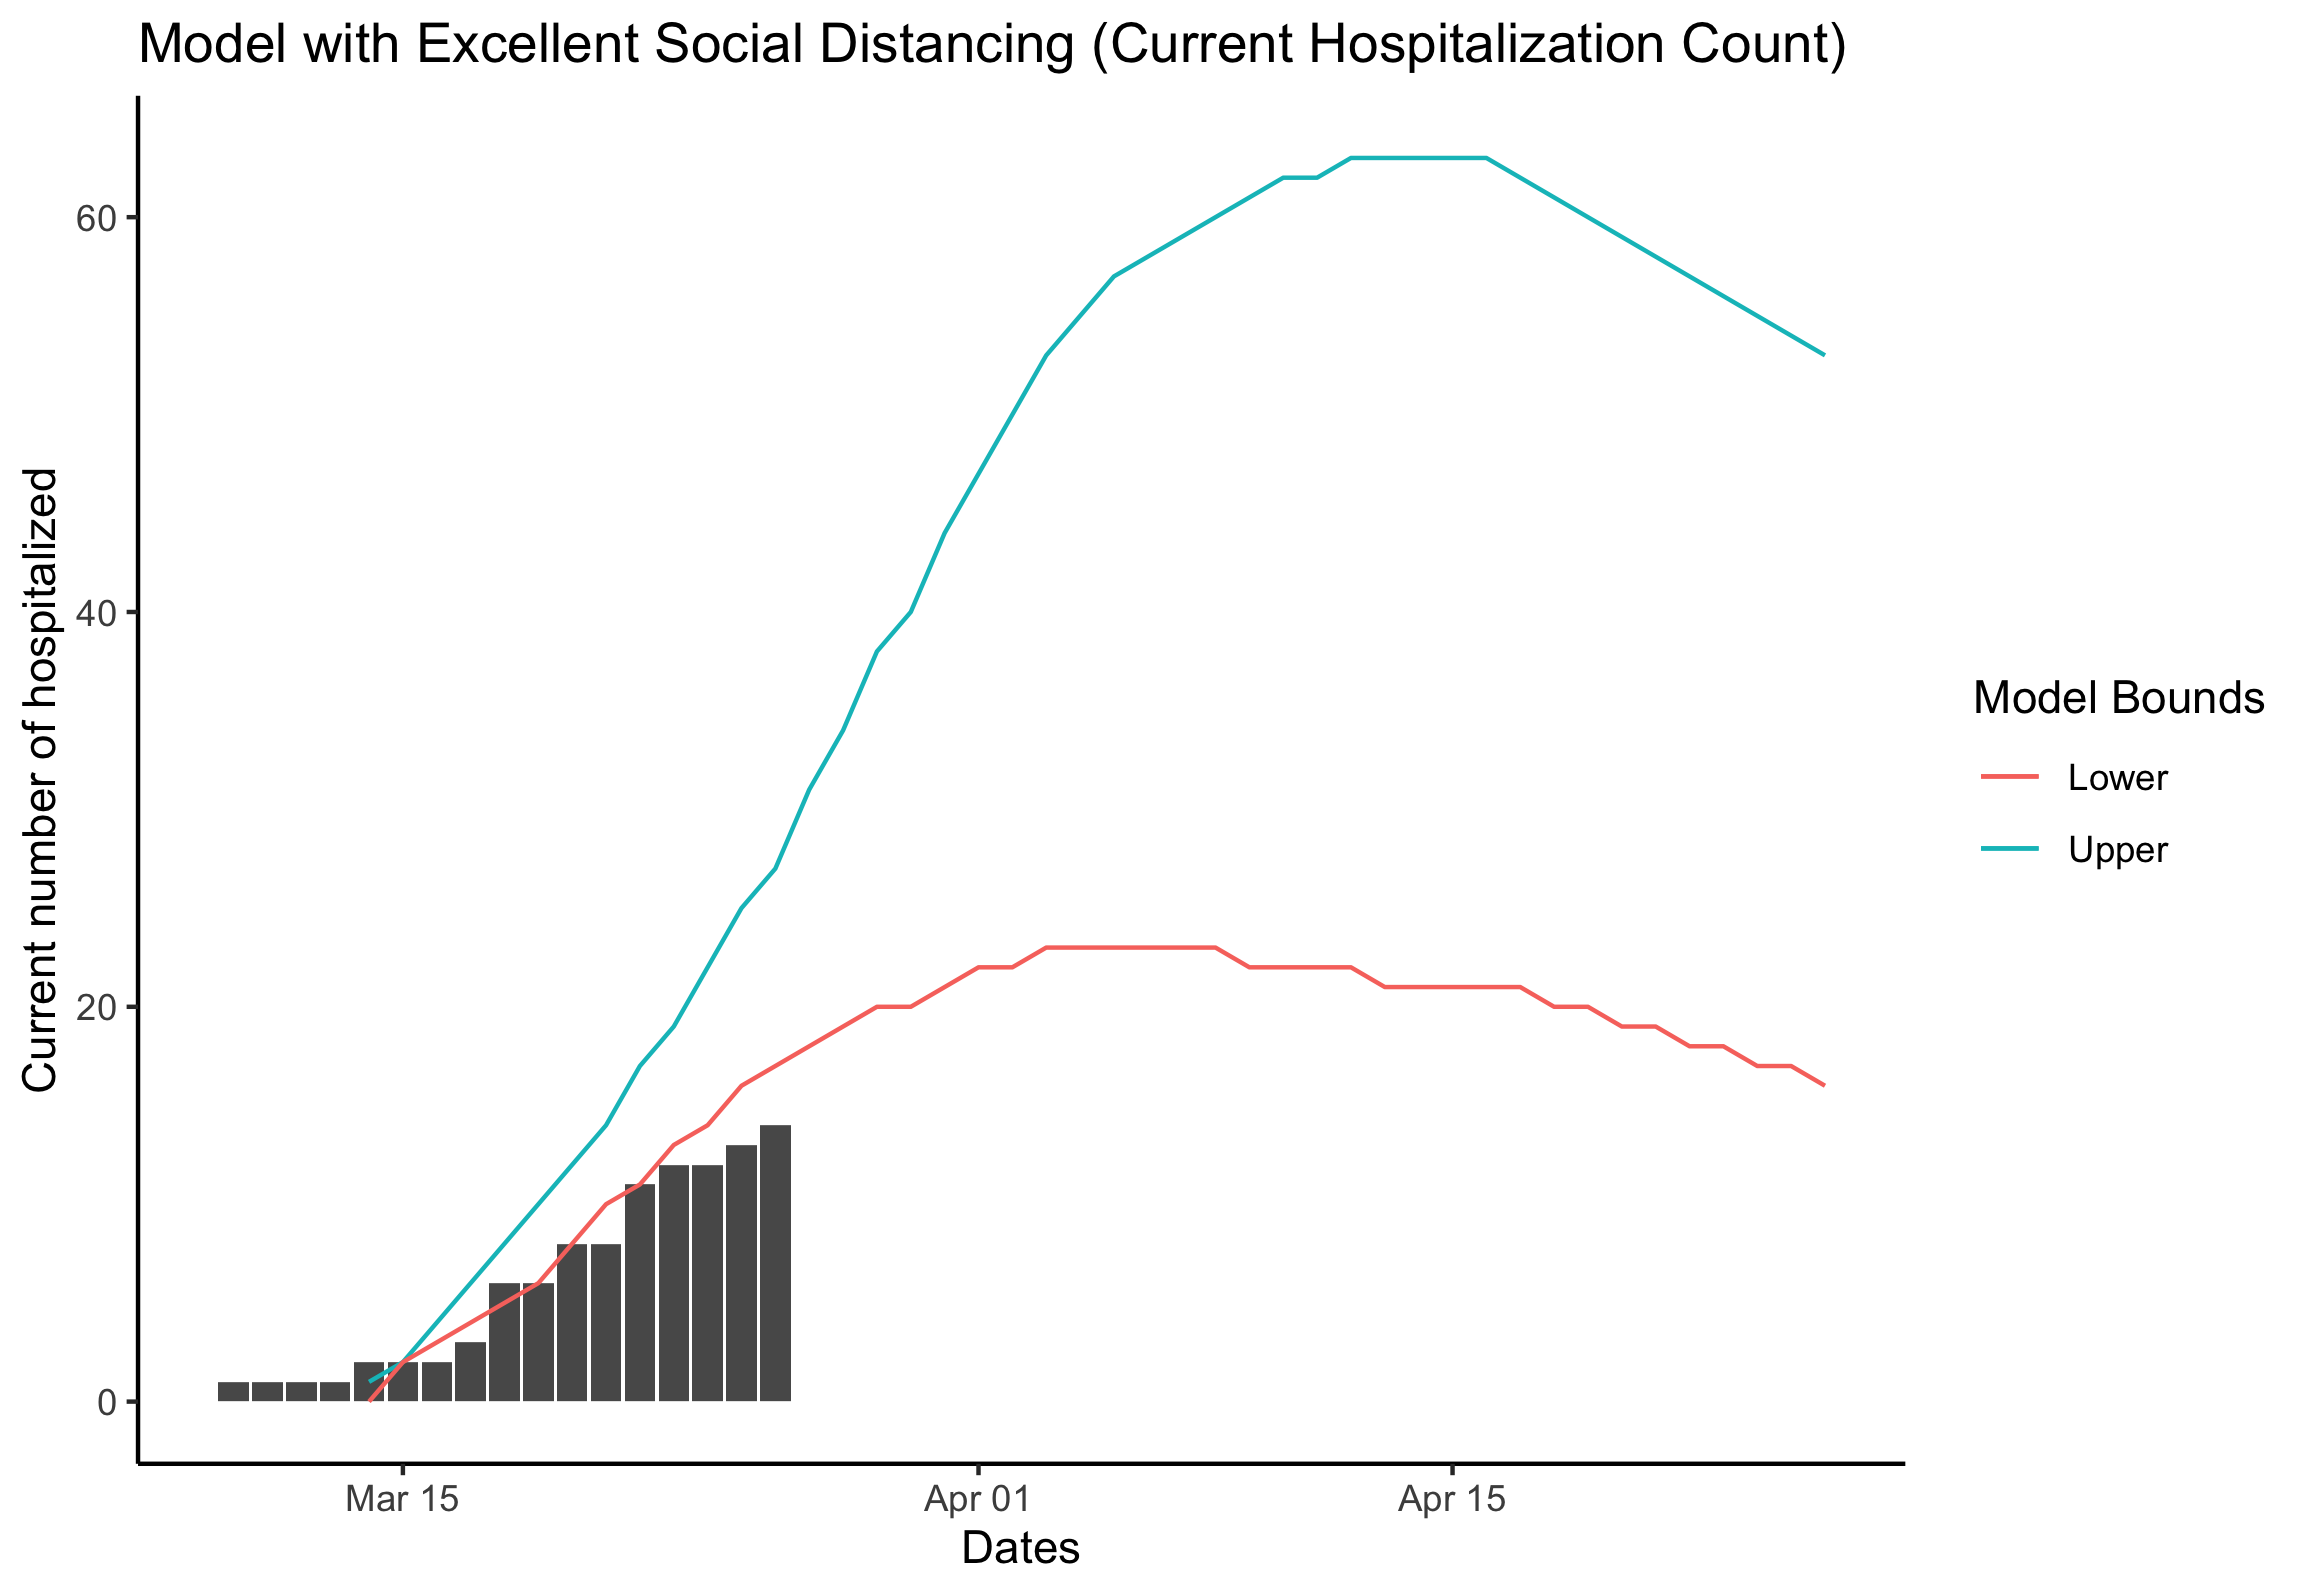 Model with Excellent Social Distancing (Current Hospitalization Count)
Current number of hospitalized
60
40
20
0
Mar 15
Apr 01
Apr 15
Dates
Model Bounds
Lower
Upper